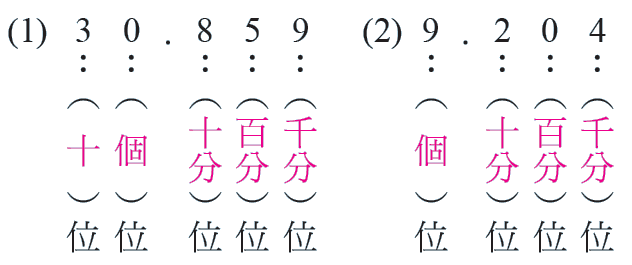 (1) 3 0 . 8 5 9
⋮ ⋮ ⋮ ⋮ ⋮
(十)位 (個)位 (十分)位 (百分)位 (千分)位
(2) 9 . 2 0 4
⋮ ⋮ ⋮ ⋮
(個)位 (十分)位 (百分)位 (千分)位